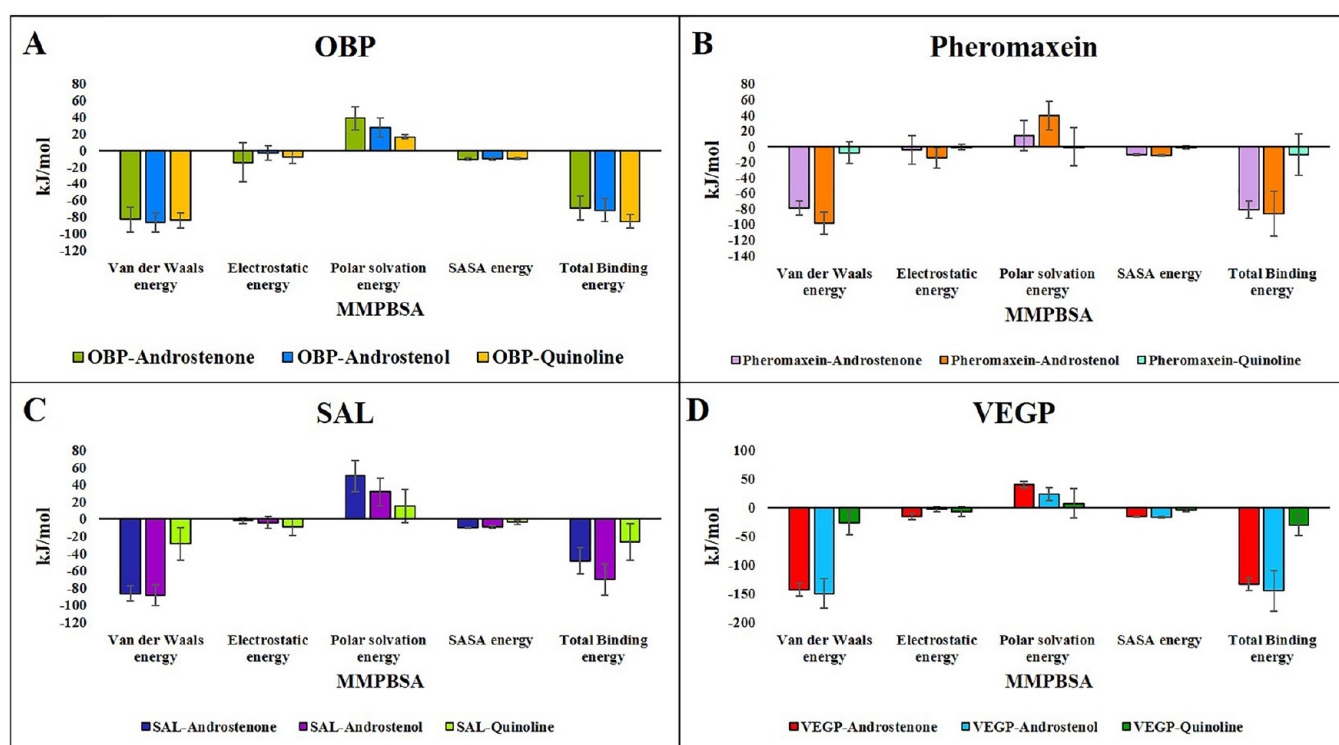 A
OBP
80
60
40
20
0
-20
-40
-60
-80
-100
-120
kJ/mol
Van der Waals energy
Electrostatic energy
Polar solvation energy
SASA energy
Total Binding energy
MMPBSA
OBP-Androstenone OBP-Androstenol OBP-Quinoline
B
Pheromaxein
80
60
40
20
0
-20
-40
-60
-80
-100
-120
-140
kJ/mol
Van der Waals energy
Electrostatic energy
Polar solvation energy
SASA energy
Total Binding energy
MMPBSA
Pheromaxein-Androstenone Pheromaxein-Androstenol Pheromaxein-Quinoline
C
SAL
80
60
40
20
0
-20
-40
-60
-80
-100
-120
kJ/mol
Van der Waals energy
Electrostatic energy
Polar solvation energy
SASA energy
Total Binding energy
MMPBSA
SAL-Androstenone SAL-Androstenol SAL-Quinoline
D
VEGP
100
50
0
-50
-100
-150
-200
kJ/mol
Van der Waals energy
Electrostatic energy
Polar solvation energy
SASA energy
Total Binding energy
MMPBSA
VEGP-Androstenone VEGP-Androstenol VEGP-Quinoline